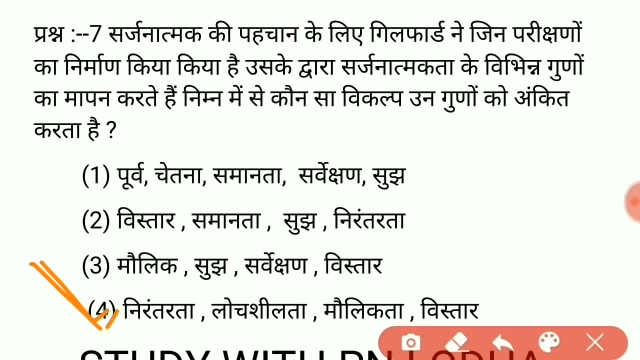 प्रश्न :--7 सर्जनात्मक की पहचान के लिए गिलफार्ड ने जिन परीक्षणों
का निर्माण किया किया है उसके द्वारा सर्जनात्मकता के विभिन्न गुणों
का मापन करते हैं निम्न में से कौन सा विकल्प उन गुणों को अंकित
करता है ?
(1) पूर्व, चेतना, समानता, सर्वेक्षण, सुझ
(2) विस्तार , समानता , सुझ , निरंतरता
(3) मौलिक , सुझ , सर्वेक्षण , विस्तार
(4) निरंतरता , लोचशीलता , मौलिकता , विस्तार
STUDY WITH RN LODHA